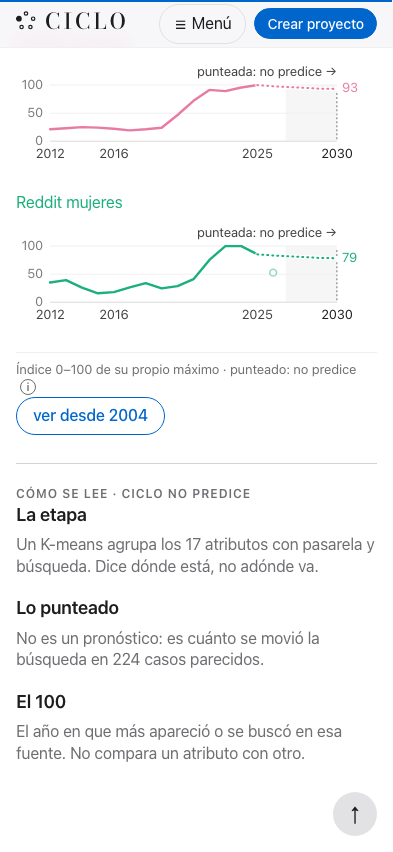 CICLO
≡ Menú
Crear proyecto
punteada: no predice →
100
93
50
0
2012 2016 2025 2030
Reddit mujeres
punteada: no predice →
100
79
50
0
2012 2016 2025 2030
Índice 0–100 de su propio máximo · punteado: no predice
i
ver desde 2004
CÓMO SE LEE · CICLO NO PREDICE
La etapa
Un K-means agrupa los 17 atributos con pasarela y
búsqueda. Dice dónde está, no adónde va.
Lo punteado
No es un pronóstico: es cuánto se movió la
búsqueda en 224 casos parecidos.
El 100
El año en que más apareció o se buscó en esa
fuente. No compara un atributo con otro.
↑